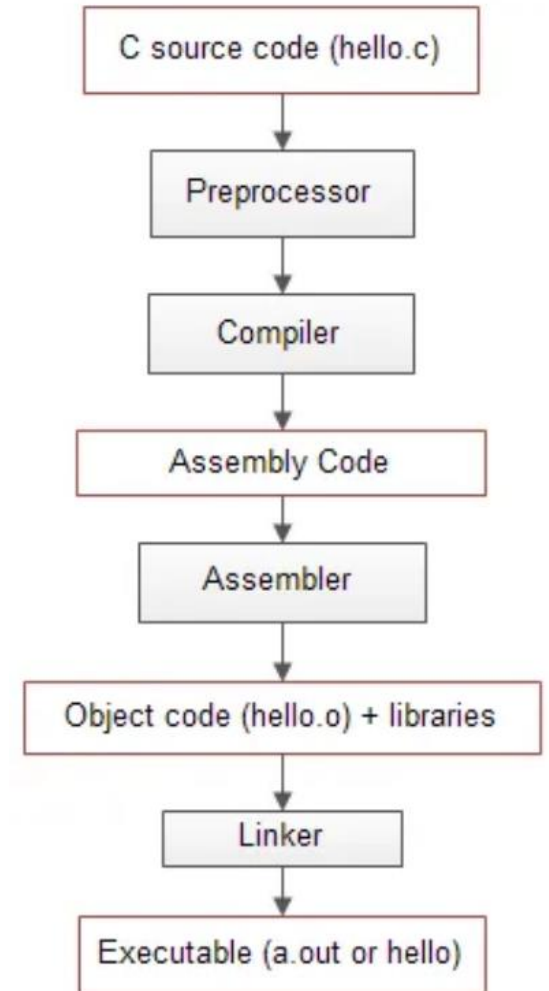 C source code (hello.c)
Preprocessor
Compiler
Assembly Code
Assembler
Object code (hello.o) + libraries
Linker
Executable (a.out or hello)